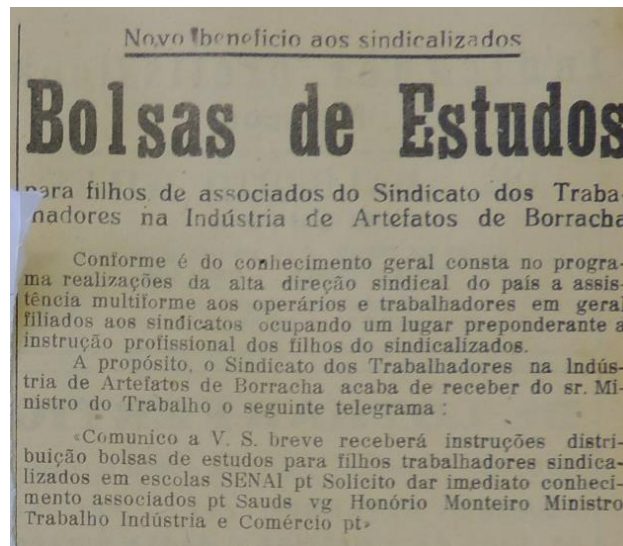 Novo beneficio aos sindicalizados
Bolsas de Estudos
para filhos de associados do Sindicato dos Traba-
lhadores na Indústria de Artefatos de Borracha
Conforme é do conhecimento geral consta no progra-
ma realizações da alta direção sindical do país a assis-
tência multiforme aos operários e trabalhadores em geral
filiados aos sindicatos ocupando um lugar preponderante a
instrução profissional dos filhos do sindicalizados.
A propósito, o Sindicato dos Trabalhadores na Indús-
tria de Artefatos de Borracha acaba de receber do sr. Mi-
nistro do Trabalho o seguinte telegrama :
«Comunico a V. S. breve receberá instruções distri-
buição bolsas de estudos para filhos trabalhadores sindica-
lizados em escolas SENAI pt Solicito dar imediato conheci-
mento associados pt Sauds vg Honório Monteiro Ministro
Trabalho Indústria e Comércio pt»